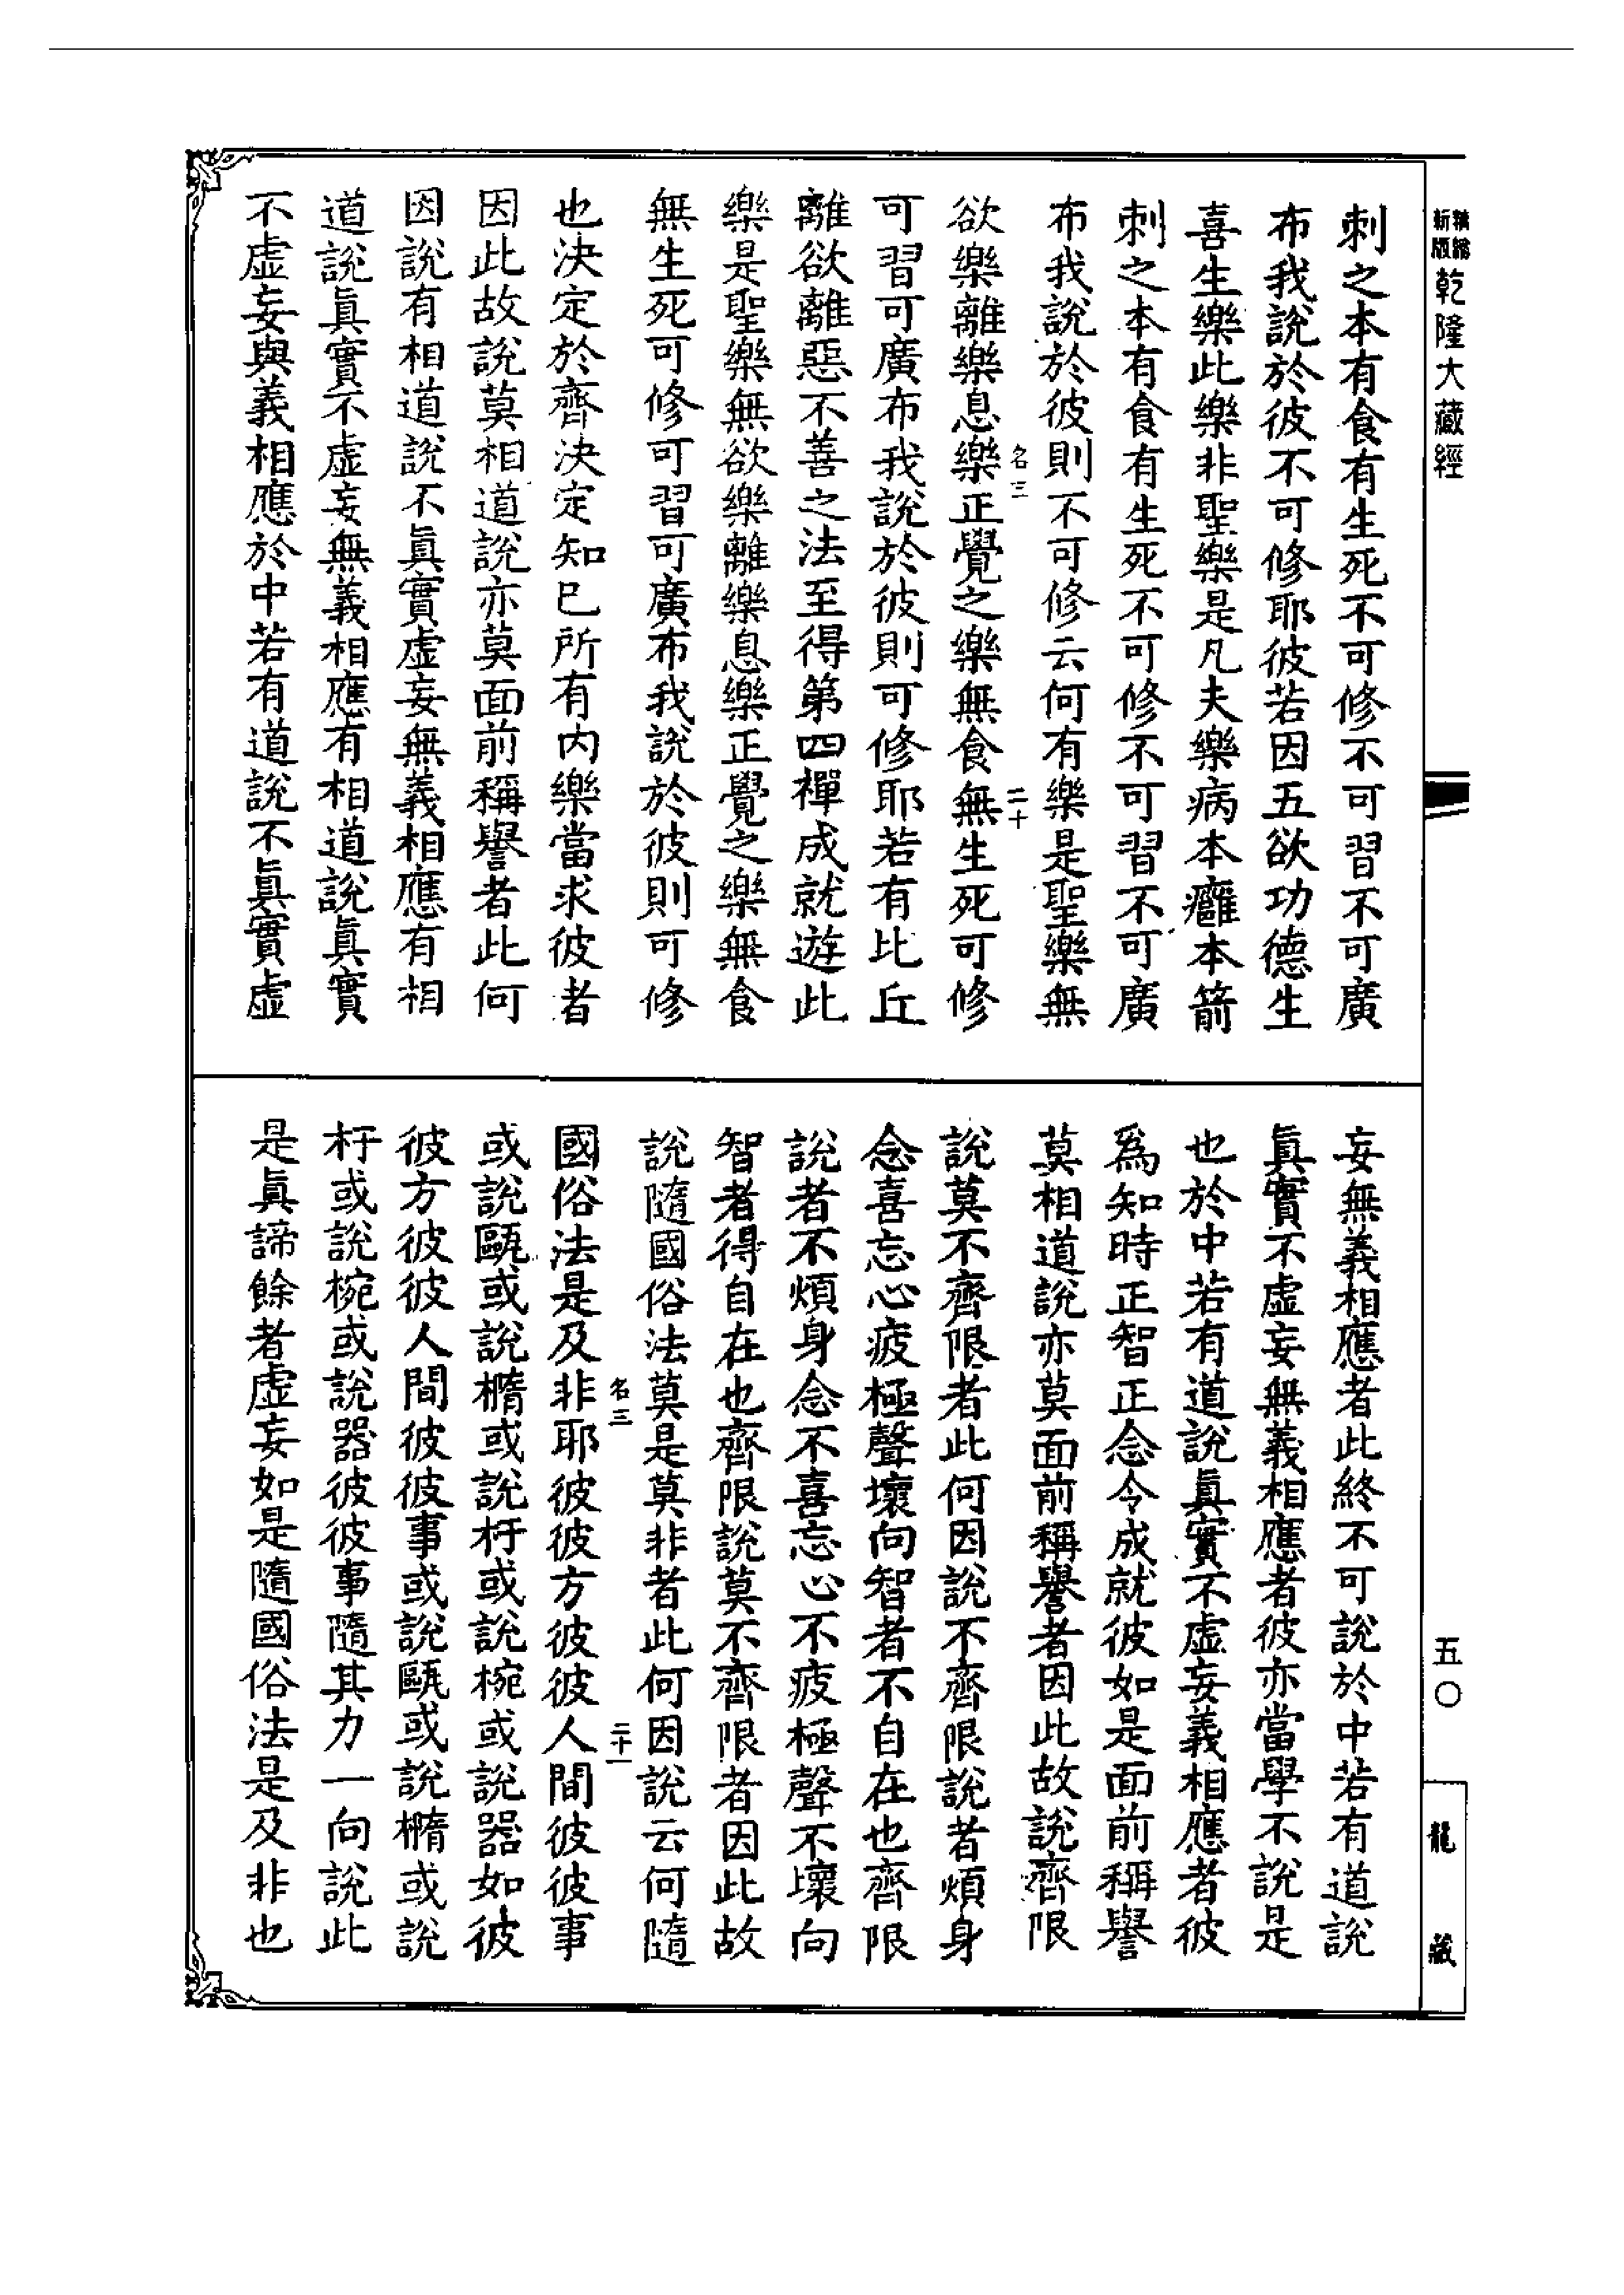 精縮
新版
乾隆大藏經
刺之本有食有生死不可修不可習不可廣
布我說於彼不可修耶彼若因五欲功德生
喜生樂此樂非聖樂是凡夫樂病本癰本箭
刺之本有食有生死不可修不可習不可廣
布我說於彼則不可修云何有樂是聖樂無
名三
二十
欲樂離樂息樂正覺之樂無食無生死可修
可習可廣布我說於彼則可修耶若有比丘
離欲離惡不善之法至得第四禪成就遊此
樂是聖樂無欲樂離樂息樂正覺之樂無食
無生死可修可習可廣布我說於彼則可修
也決定於齊決定知已所有內樂當求彼者
因此故說莫相道說亦莫面前稱譽者此何
因說有相道說不眞實虛妄無義相應有相
道說眞實不虛妄無義相應有相道說眞實
不虛妄與義相應於中若有道說不眞實虛
妄無義相應者此終不可說於中若有道說
眞實不虛妄無義相應者彼亦當學不說是
也於中若有道說眞實不虛妄義相應者彼
爲知時正智正念令成就彼如是面前稱譽
莫相道說亦莫面前稱譽者因此故說齊限
說莫不齊限者此何因說不齊限說者煩身
念喜忘心疲極聲壞向智者不自在也齊限
說者不煩身念不喜忘心不疲極聲不壞向
智者得自在也齊限說莫不齊限者因此故
說隨國俗法莫是莫非者此何因說云何隨
名三
二十一
國俗法是及非耶彼彼方彼彼人間彼彼事
或說甌或說㯐或說杅或說椀或說器如彼
彼方彼彼人間彼彼事或說甌或說㯐或說
杅或說椀或說器彼彼事隨其力一向說此
是眞諦餘者虛妄如是隨國俗法是及非也
五〇
龍藏